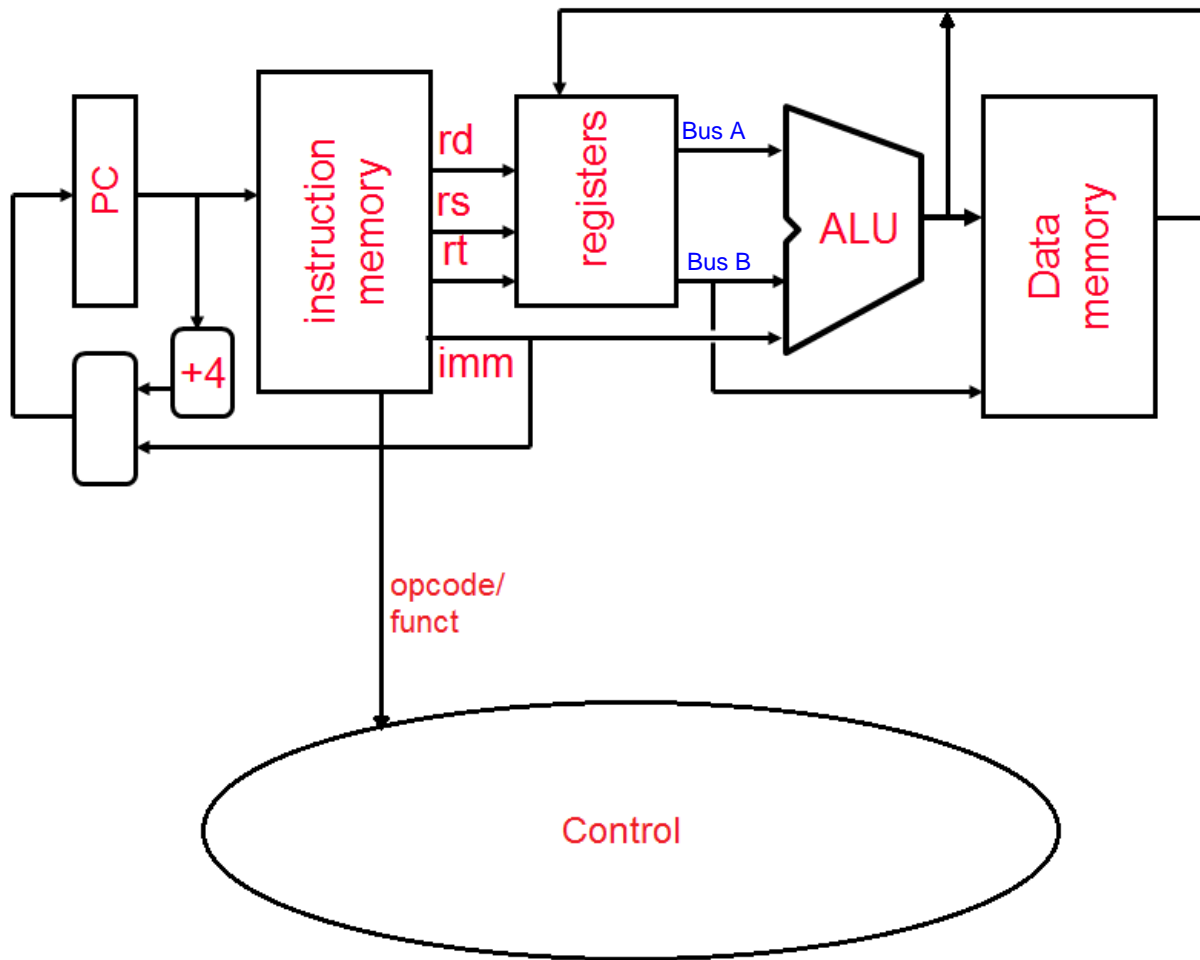 PC
+4
instruction
memory
rd
rs
rt
imm
registers
Bus A
Bus B
ALU
Data
memory
opcode/
funct
Control